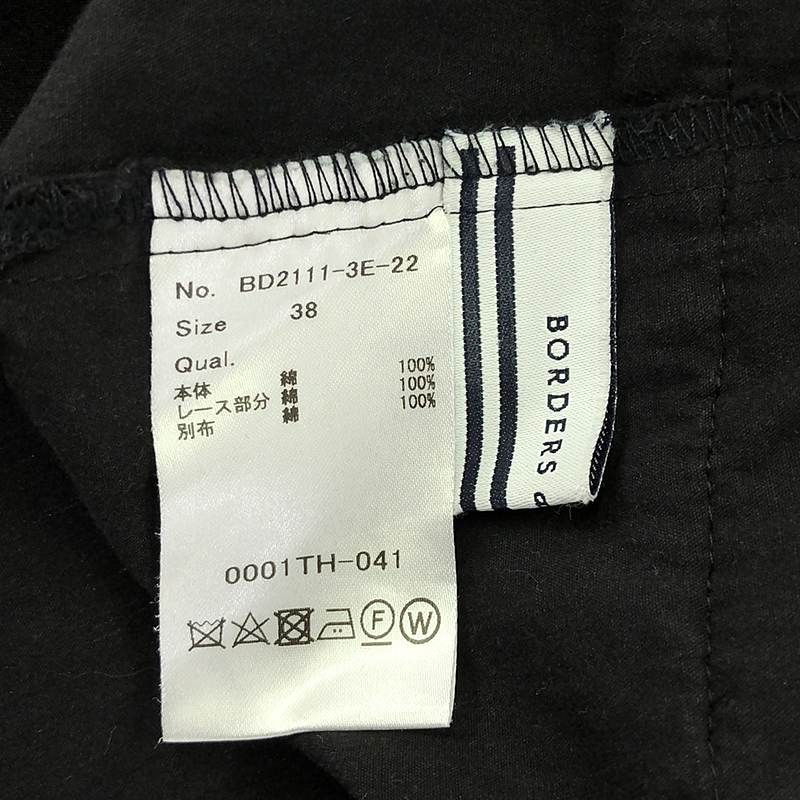 No. BD2111-3E-22
Size 38
Qual.
本体 綿 100%
レース部分 綿 100%
別布 綿 100%
0001TH-041
F W
BORDERS